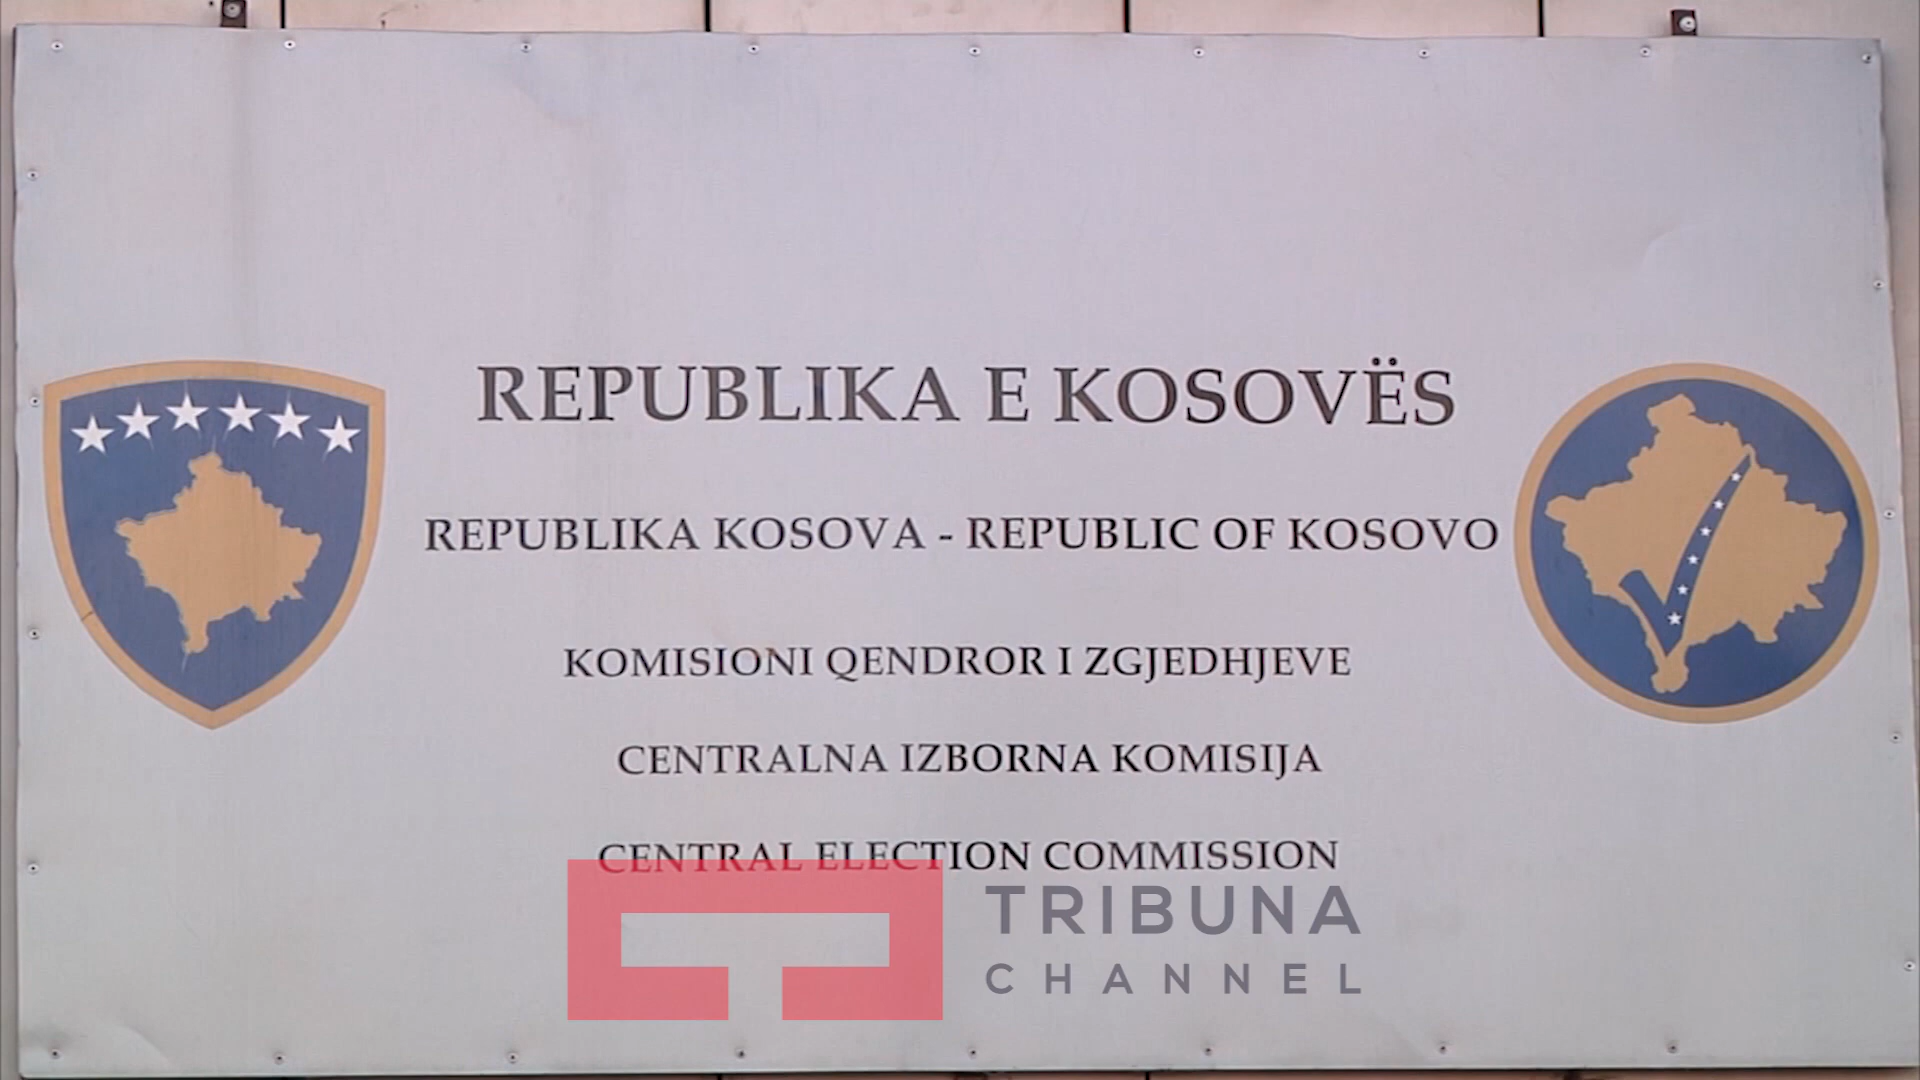 REPUBLIKA E KOSOVËS
REPUBLIKA KOSOVA - REPUBLIC OF KOSOVO
KOMISIONI QENDROR I ZGJEDHJEVE
CENTRALNA IZBORNA KOMISIJA
CENTRAL ELECTION COMMISSION
TRIBUNA
CHANNEL